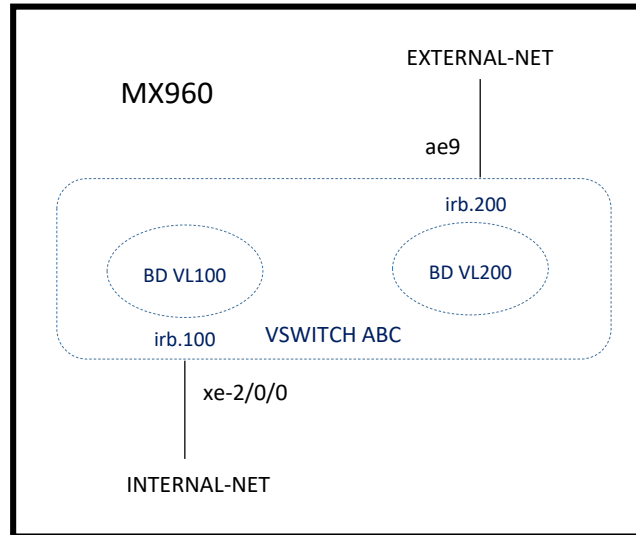 EXTERNAL-NET
MX960
ae9
irb.200
BD VL100
BD VL200
irb.100
VSWITCH ABC
xe-2/0/0
INTERNAL-NET